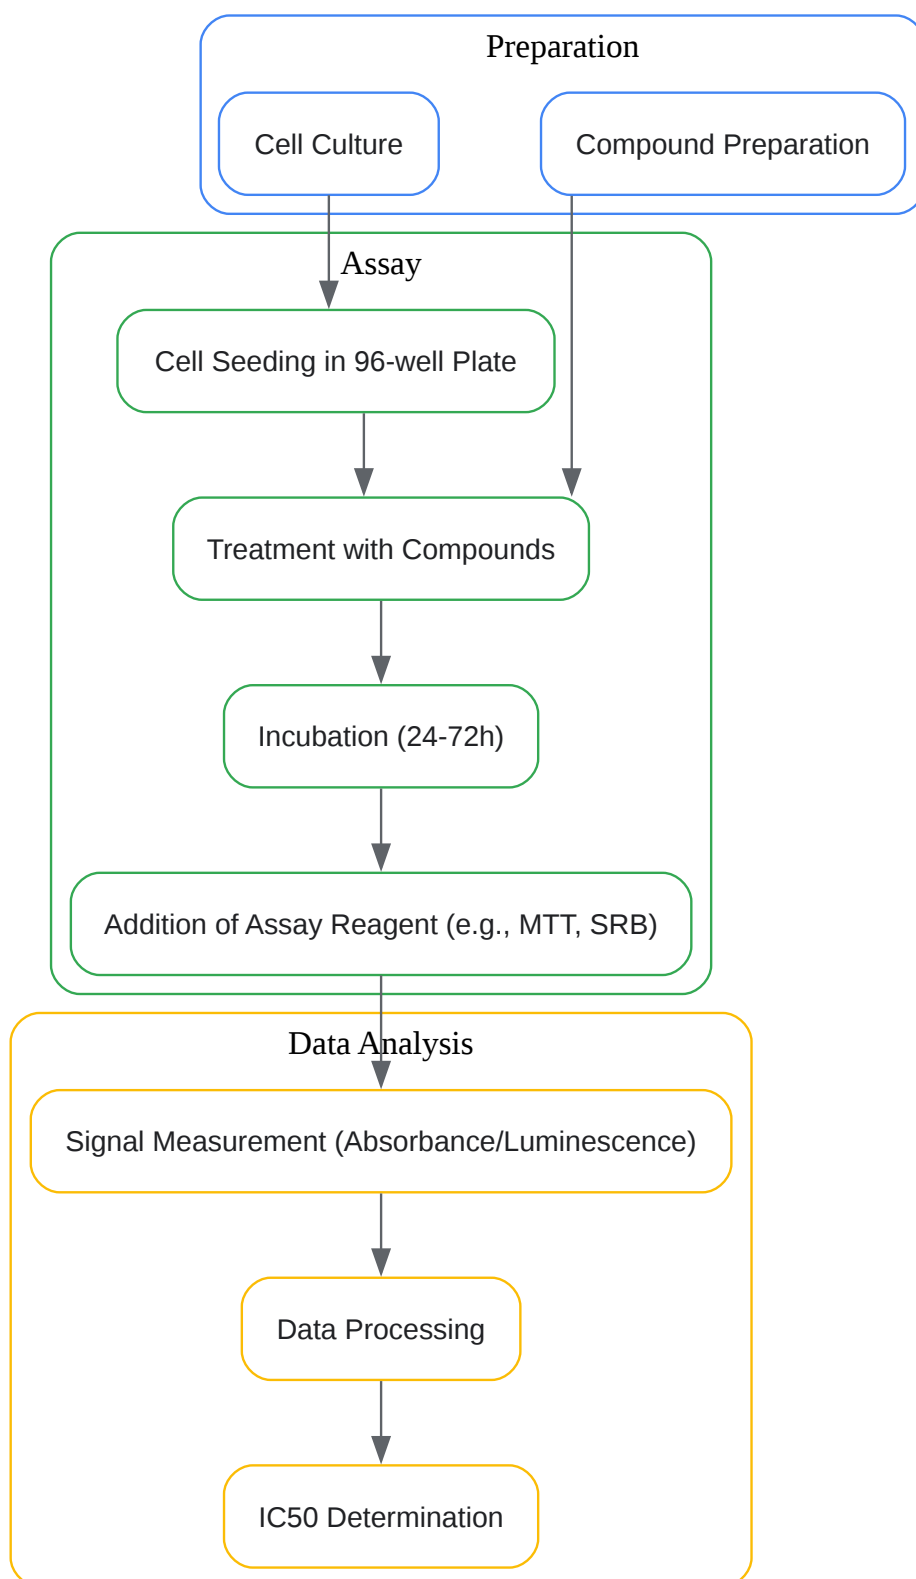 Preparation
Cell Culture
Compound Preparation
Assay
Cell Seeding in 96-well Plate
Treatment with Compounds
Incubation (24-72h)
Addition of Assay Reagent (e.g., MTT, SRB)
Data Analysis
Signal Measurement (Absorbance/Luminescence)
Data Processing
IC50 Determination